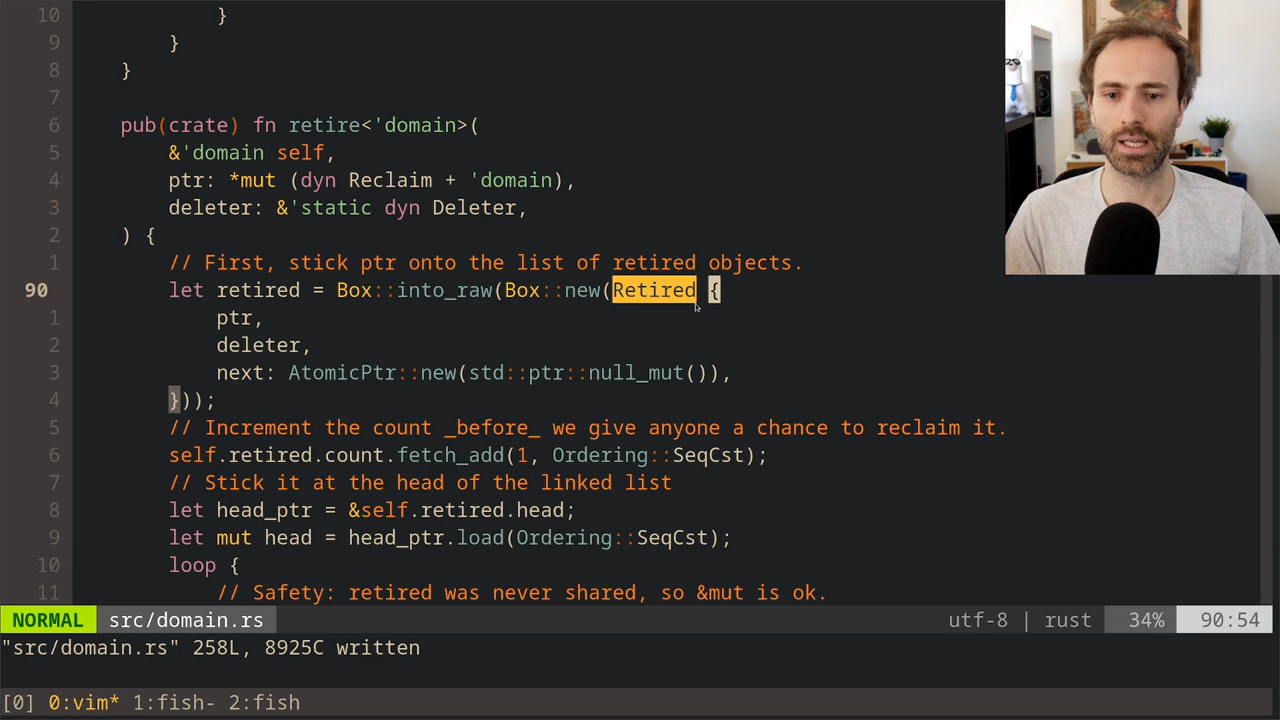 10 }
9 }
8 }
7
6 pub(crate) fn retire<'domain>(
5 &'domain self,
4 ptr: *mut (dyn Reclaim + 'domain),
3 deleter: &'static dyn Deleter,
2 ) {
1 // First, stick ptr onto the list of retired objects.
90 let retired = Box::into_raw(Box::new(Retired {
1 ptr,
2 deleter,
3 next: AtomicPtr::new(std::ptr::null_mut()),
4 }));
5 // Increment the count _before_ we give anyone a chance to reclaim it.
6 self.retired.count.fetch_add(1, Ordering::SeqCst);
7 // Stick it at the head of the linked list
8 let head_ptr = &self.retired.head;
9 let mut head = head_ptr.load(Ordering::SeqCst);
10 loop {
11 // Safety: retired was never shared, so &mut is ok.
NORMAL src/domain.rs utf-8 | rust 34% 90:54
"src/domain.rs" 258L, 8925C written
[0] 0:vim* 1:fish- 2:fish